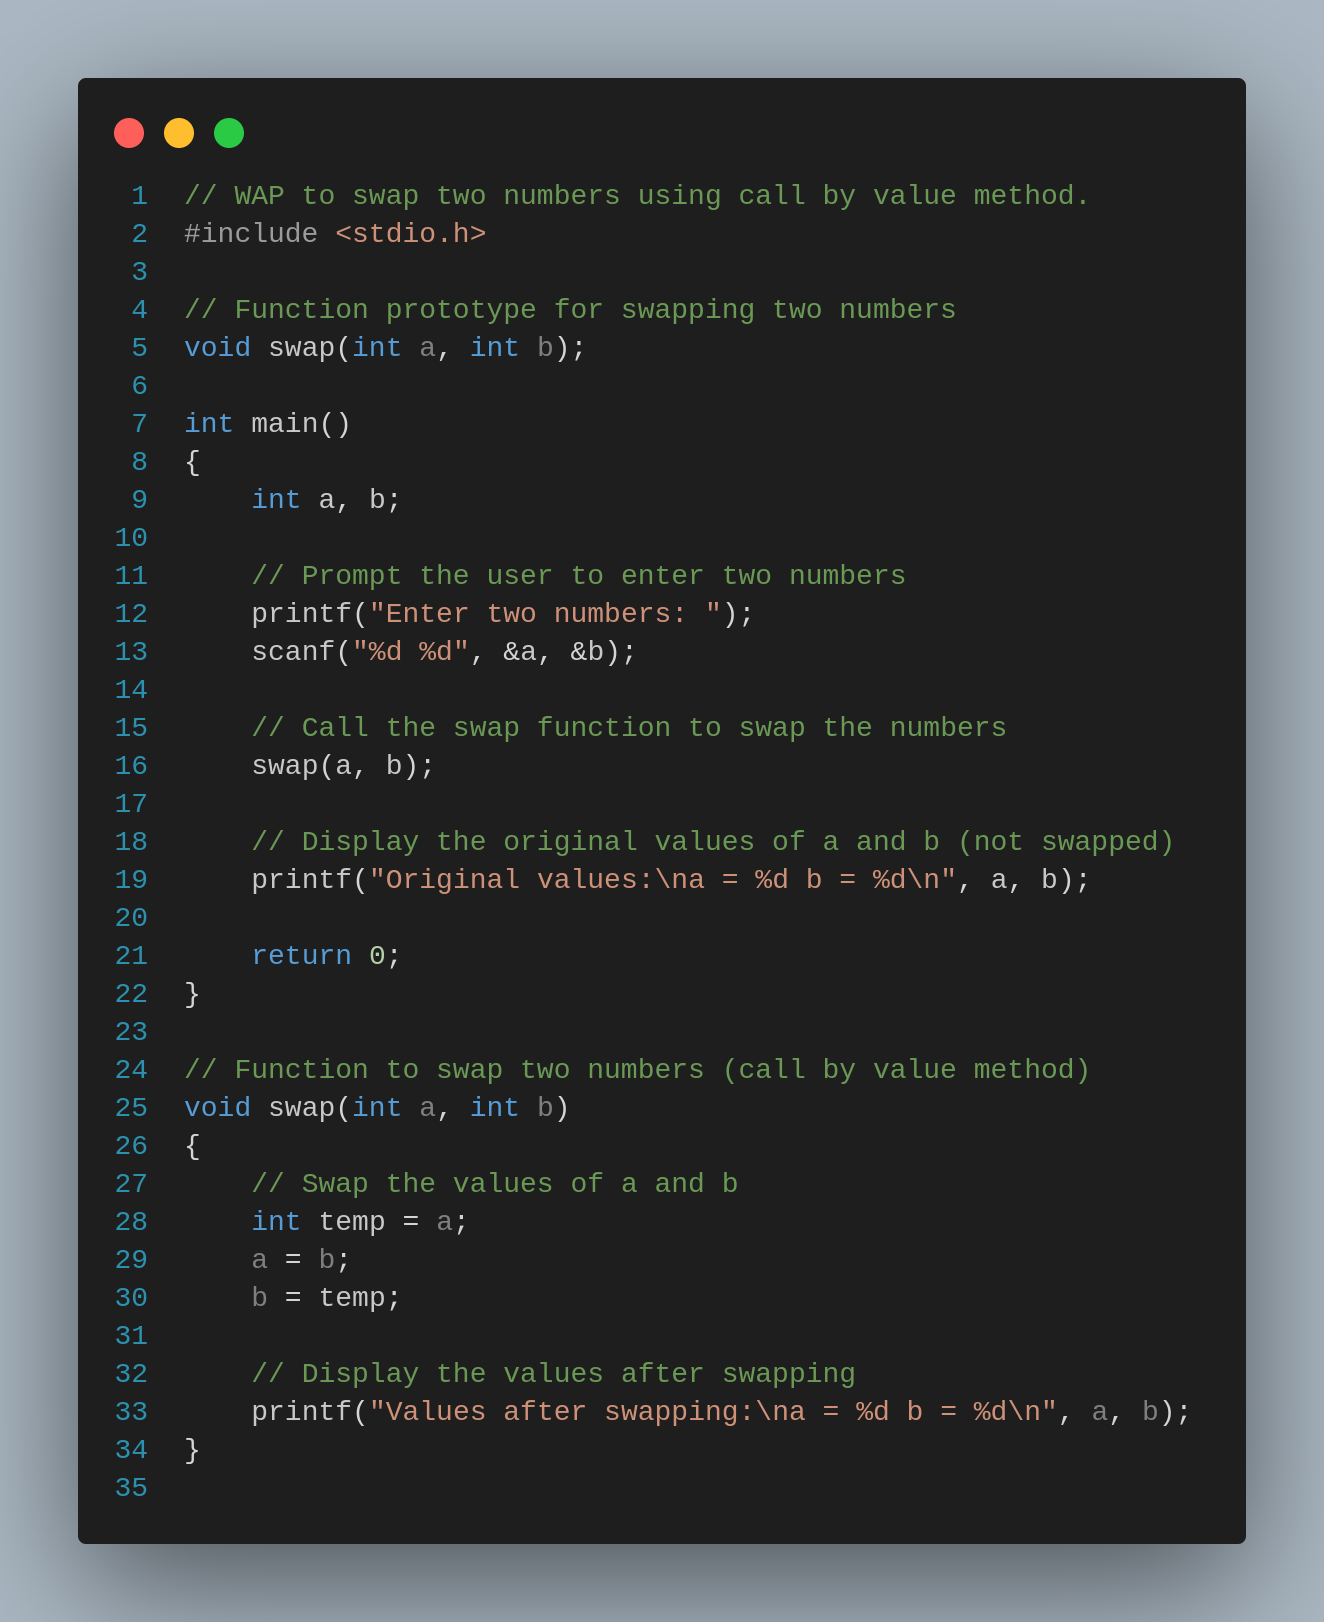 1 // WAP to swap two numbers using call by value method.
2 #include <stdio.h>
3
4 // Function prototype for swapping two numbers
5 void swap(int a, int b);
6
7 int main()
8 {
9     int a, b;
10
11     // Prompt the user to enter two numbers
12     printf("Enter two numbers: ");
13     scanf("%d %d", &a, &b);
14
15     // Call the swap function to swap the numbers
16     swap(a, b);
17
18     // Display the original values of a and b (not swapped)
19     printf("Original values:\na = %d b = %d\n", a, b);
20
21     return 0;
22 }
23
24 // Function to swap two numbers (call by value method)
25 void swap(int a, int b)
26 {
27     // Swap the values of a and b
28     int temp = a;
29     a = b;
30     b = temp;
31
32     // Display the values after swapping
33     printf("Values after swapping:\na = %d b = %d\n", a, b);
34 }
35